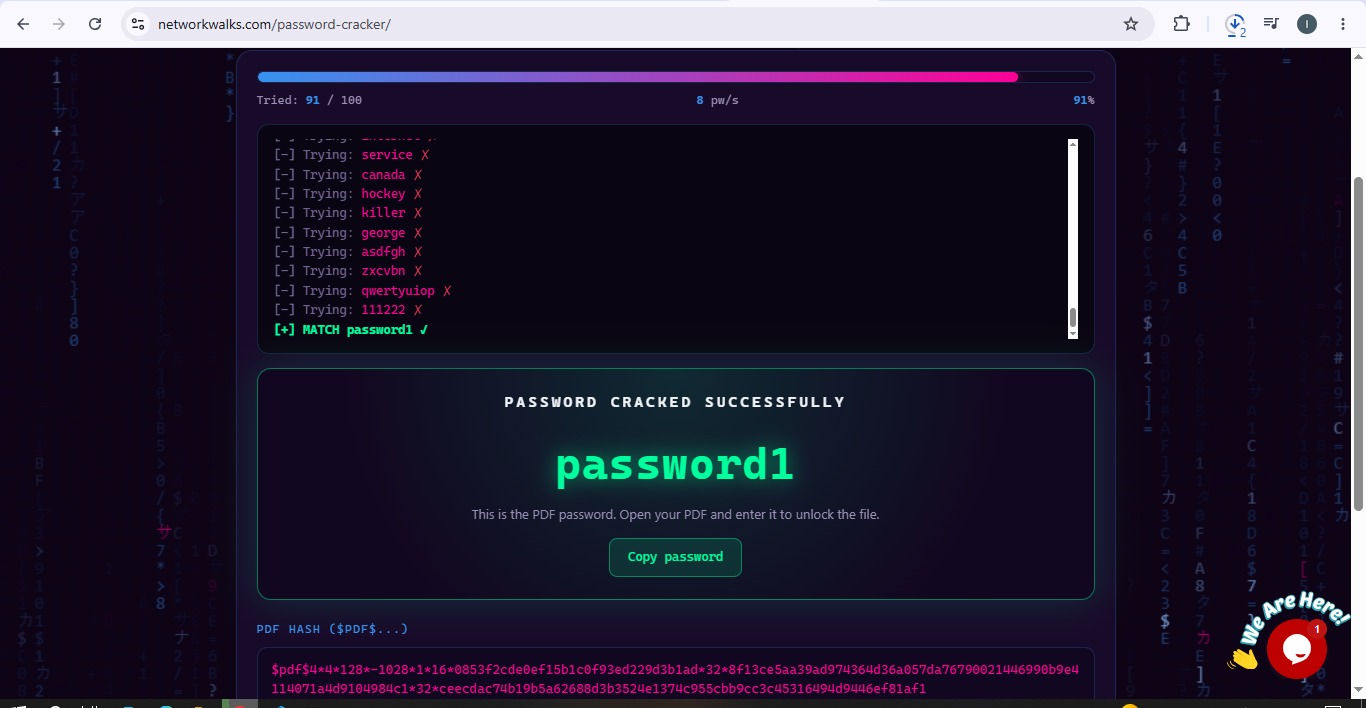 networkwalks.com/password-cracker/
2
I
Tried: 91 / 100
8 pw/s
91%
[−] Trying: service ✗
[−] Trying: canada ✗
[−] Trying: hockey ✗
[−] Trying: killer ✗
[−] Trying: george ✗
[−] Trying: asdfgh ✗
[−] Trying: zxcvbn ✗
[−] Trying: qwertyuiop ✗
[−] Trying: 111222 ✗
[+] MATCH password1 ✓
PASSWORD CRACKED SUCCESSFULLY
password1
This is the PDF password. Open your PDF and enter it to unlock the file.
Copy password
PDF HASH ($PDF$...)
$pdf$4*4*128*-1028*1*16*0853f2cde0ef15b1c0f93ed229d3b1ad*32*8f13ce5aa39ad974364d36a057da76790021446990b9e4
114071a4d9104984c1*32*ceecdac74b19b5a62688d3b3524e1374c955cbb9cc3c45316494d9446ef81af1
We Are Here!
1